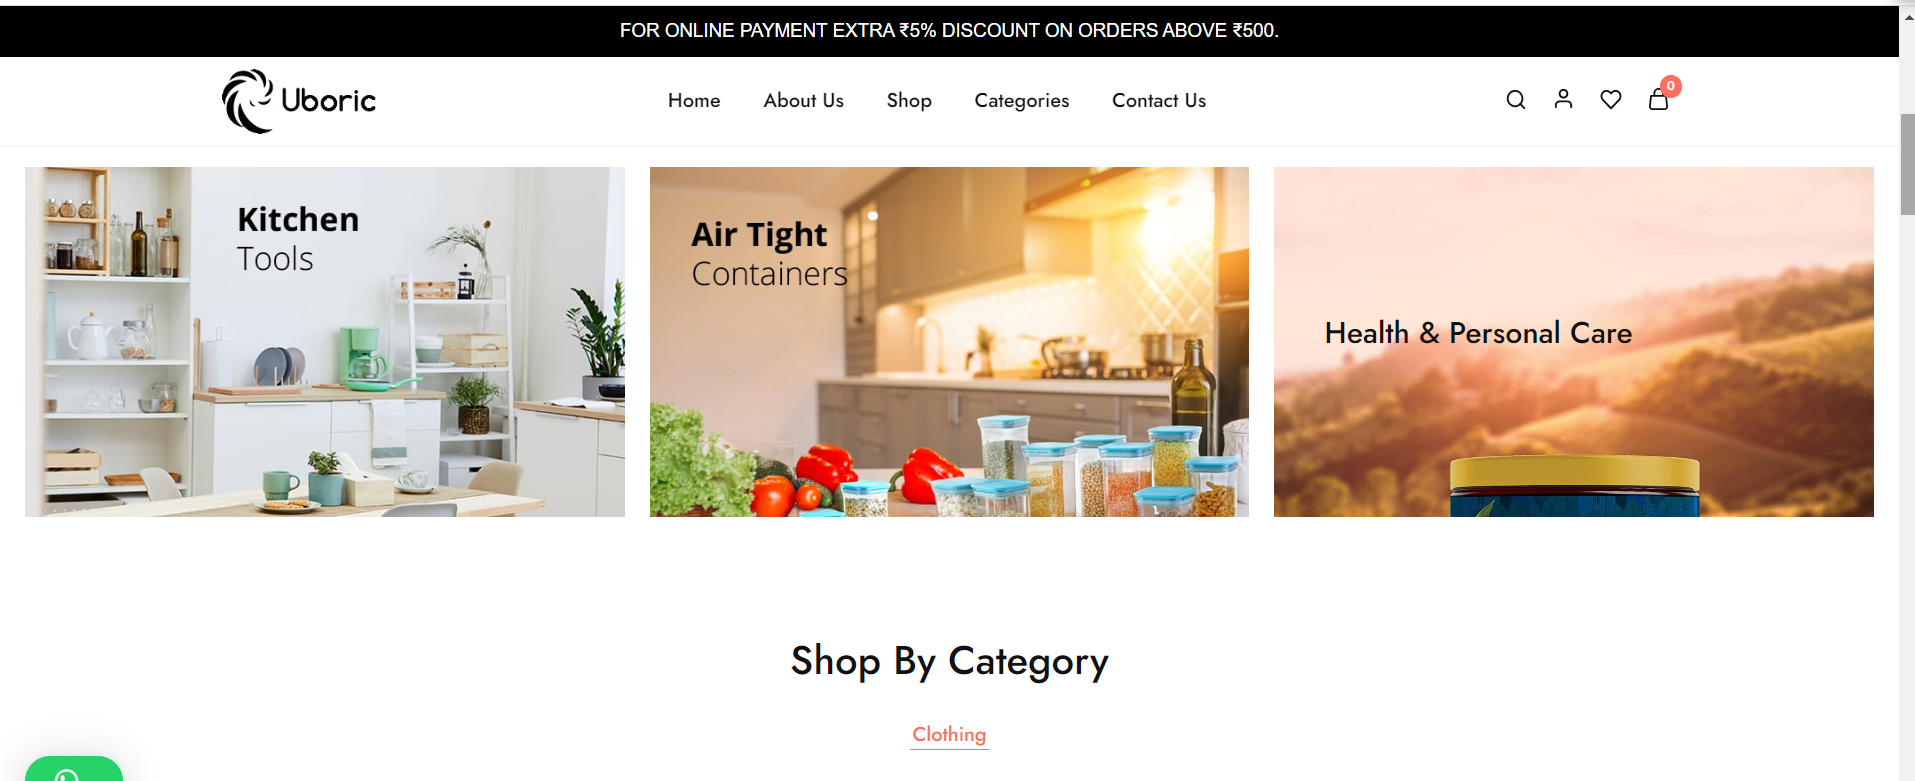 FOR ONLINE PAYMENT EXTRA ₹5% DISCOUNT ON ORDERS ABOVE ₹500.
Uboric
Home
About Us
Shop
Categories
Contact Us
0
Kitchen
Tools
Air Tight
Containers
Health & Personal Care
Shop By Category
Clothing